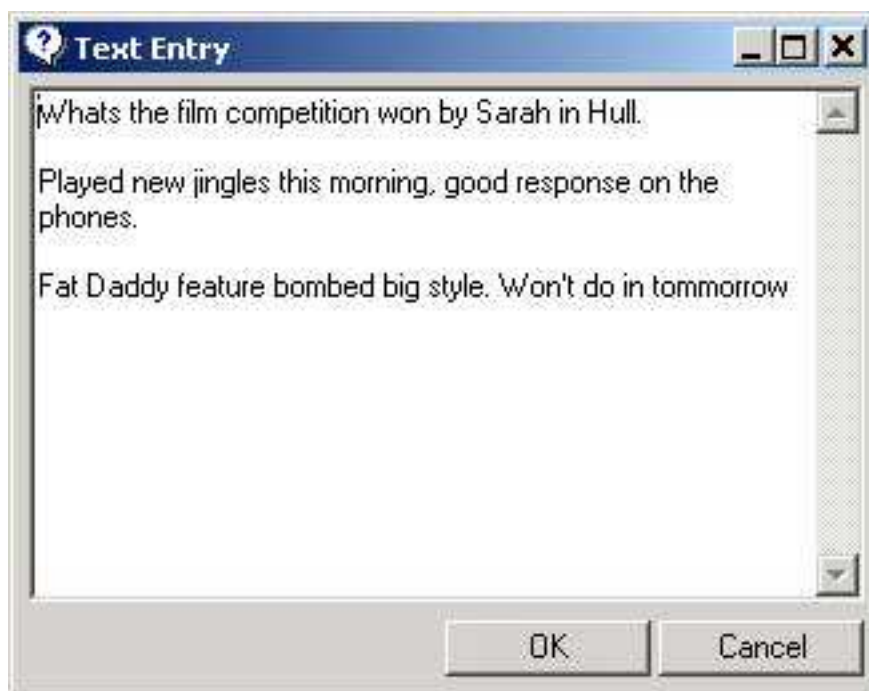 Text Entry
Whats the film competition won by Sarah in Hull.
Played new jingles this morning, good response on the
phones.
Fat Daddy feature bombed big style. Won't do in tommorrow
OK
Cancel